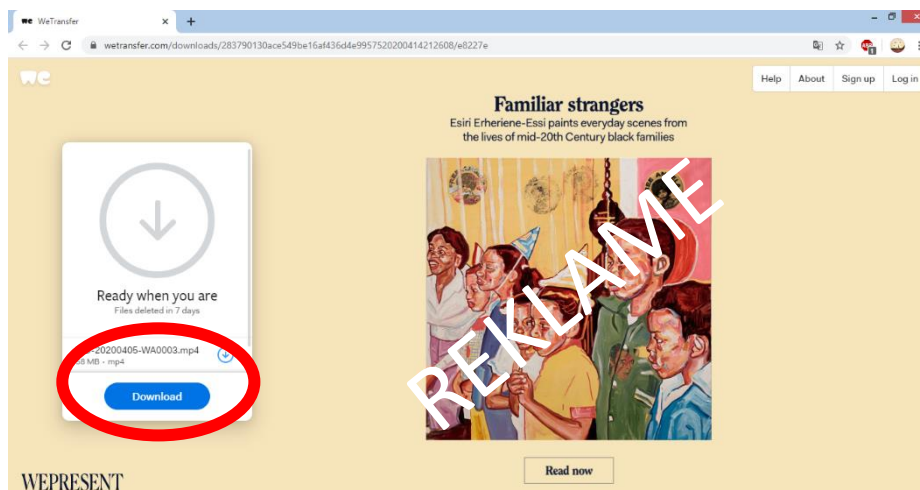 we WeTransfer
wetransfer.com/downloads/283790130ace549be16af436d4e9957520200414212608/e8227e
we
Help About Sign up Log in
Familiar strangers
Esiri Erheriene-Essi paints everyday scenes from
the lives of mid-20th Century black families
REKLAME
Ready when you are
Files deleted in 7 days
-20200405-WA0003.mp4
MB - mp4
Download
Read now
WEPRESENT